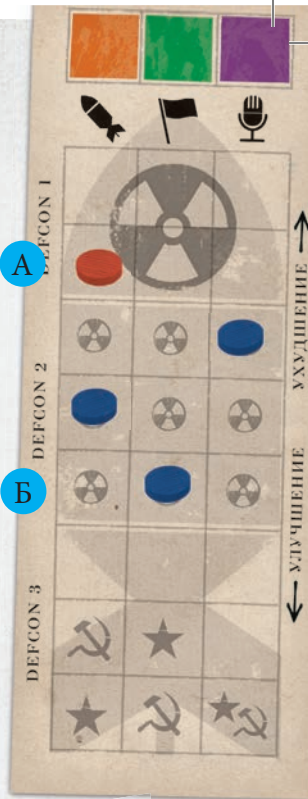 DEFCON 1
А
DEFCON 2
Б
DEFCON 3
УХУДШЕНИЕ
УЛУЧШЕНИЕ